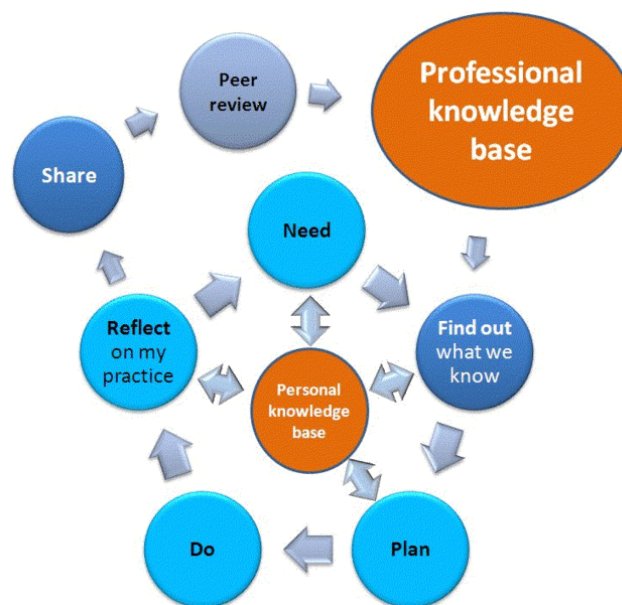 Peer
review
Professional
knowledge
base
Share
Need
Reflect
on my
practice
Find out
what we
know
Personal
knowledge
base
Do
Plan